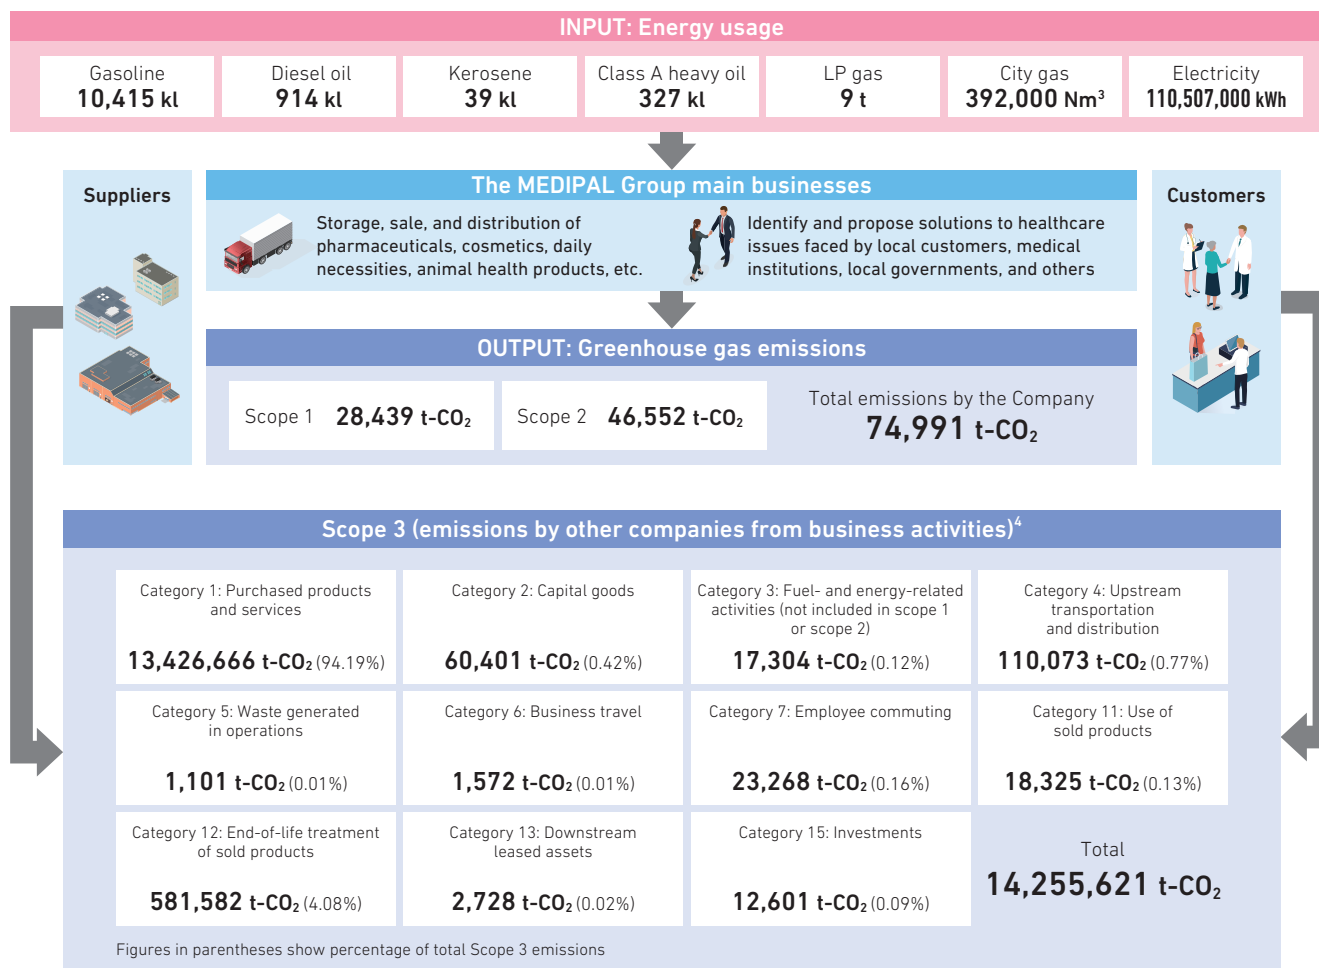 INPUT: Energy usage
Gasoline
10,415 kl
Diesel oil
914 kl
Kerosene
39 kl
Class A heavy oil
327 kl
LP gas
9 t
City gas
392,000 Nm³
Electricity
110,507,000 kWh
Suppliers
The MEDIPAL Group main businesses
Storage, sale, and distribution of
pharmaceuticals, cosmetics, daily
necessities, animal health products, etc.
Identify and propose solutions to healthcare
issues faced by local customers, medical
institutions, local governments, and others
Customers
OUTPUT: Greenhouse gas emissions
Scope 1 28,439 t-CO₂
Scope 2 46,552 t-CO₂
Total emissions by the Company
74,991 t-CO₂
Scope 3 (emissions by other companies from business activities)⁴
Category 1: Purchased products
and services
13,426,666 t-CO₂ (94.19%)
Category 2: Capital goods
60,401 t-CO₂ (0.42%)
Category 3: Fuel- and energy-related
activities (not included in scope 1
or scope 2)
17,304 t-CO₂ (0.12%)
Category 4: Upstream
transportation
and distribution
110,073 t-CO₂ (0.77%)
Category 5: Waste generated
in operations
1,101 t-CO₂ (0.01%)
Category 6: Business travel
1,572 t-CO₂ (0.01%)
Category 7: Employee commuting
23,268 t-CO₂ (0.16%)
Category 11: Use of
sold products
18,325 t-CO₂ (0.13%)
Category 12: End-of-life treatment
of sold products
581,582 t-CO₂ (4.08%)
Category 13: Downstream
leased assets
2,728 t-CO₂ (0.02%)
Category 15: Investments
12,601 t-CO₂ (0.09%)
Total
14,255,621 t-CO₂
Figures in parentheses show percentage of total Scope 3 emissions